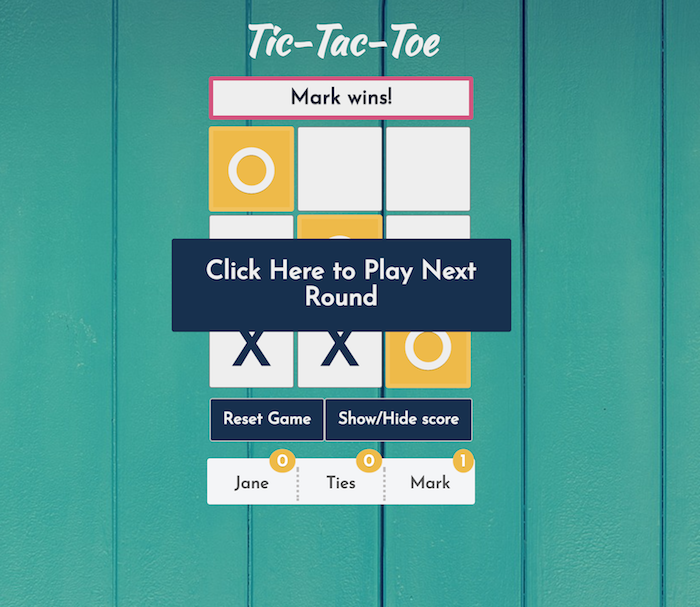 Tic-Tac-Toe
Mark wins!
O
Click Here to Play Next
Round
X X O
Reset Game Show/Hide score
0 0 1
Jane Ties Mark